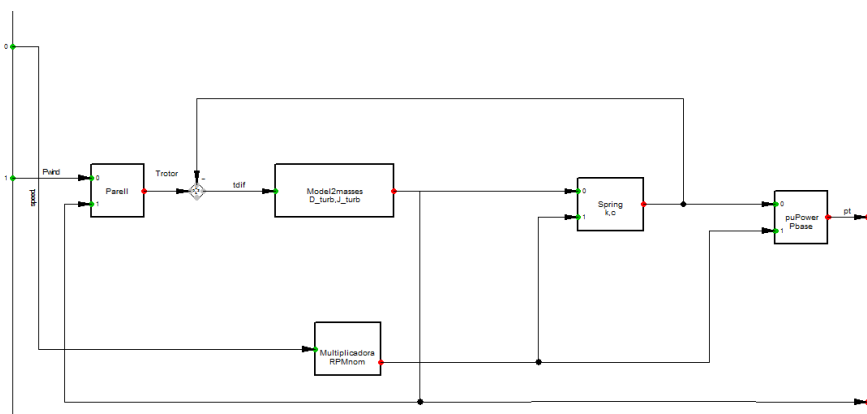 0
speed
1
Pwind
0
1
Parell
Trotor
-
tdif
Model2masses
D_turb,J_turb
0
1
Spring
k,c
0
1
puPower
Pbase
pt
Multiplicadora
RPMnom